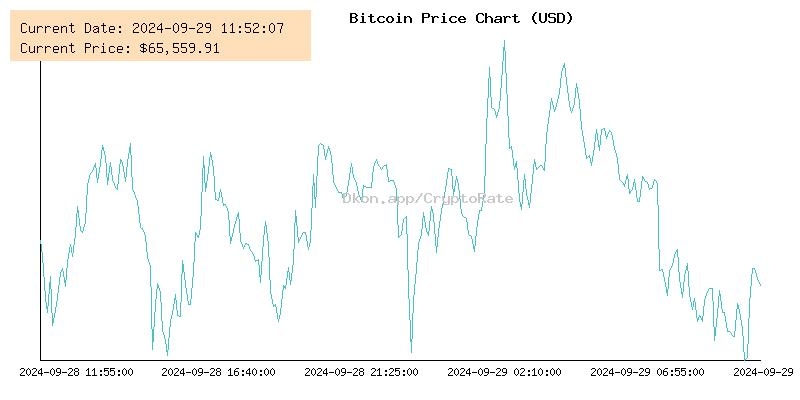 Bitcoin Price Chart (USD)
Current Date: 2024-09-29 11:52:07
Current Price: $65,559.91
Dkon.app/CryptoRate
2024-09-28 11:55:00
2024-09-28 16:40:00
2024-09-28 21:25:00
2024-09-29 02:10:00
2024-09-29 06:55:00
2024-09-29